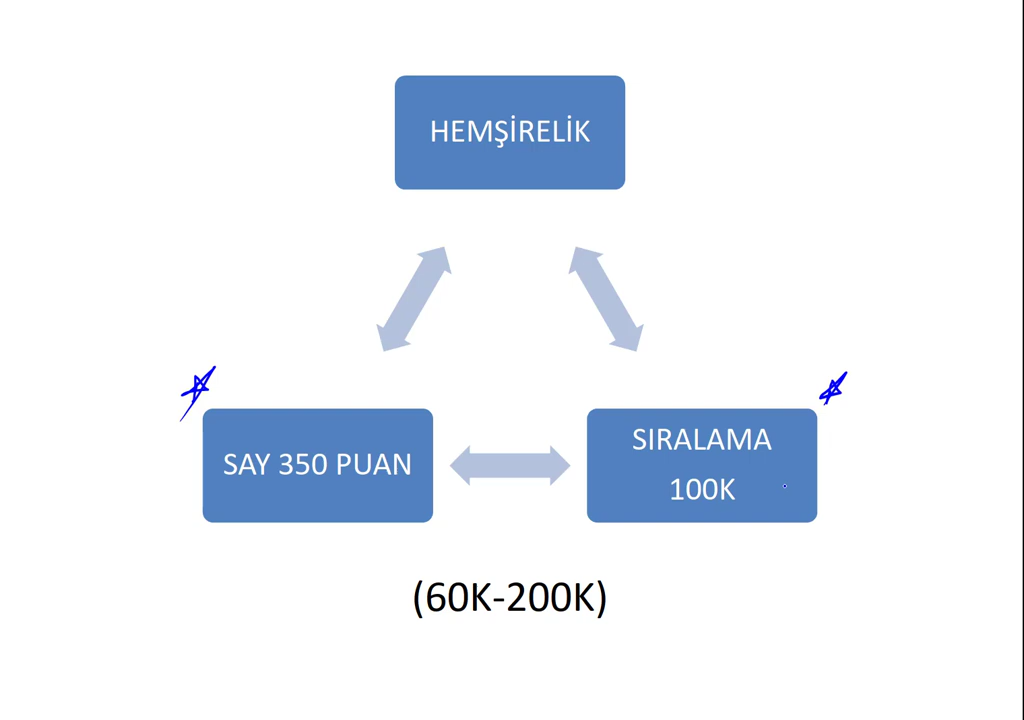 HEMŞİRELİK
SAY 350 PUAN
SIRALAMA
100K
(60K-200K)